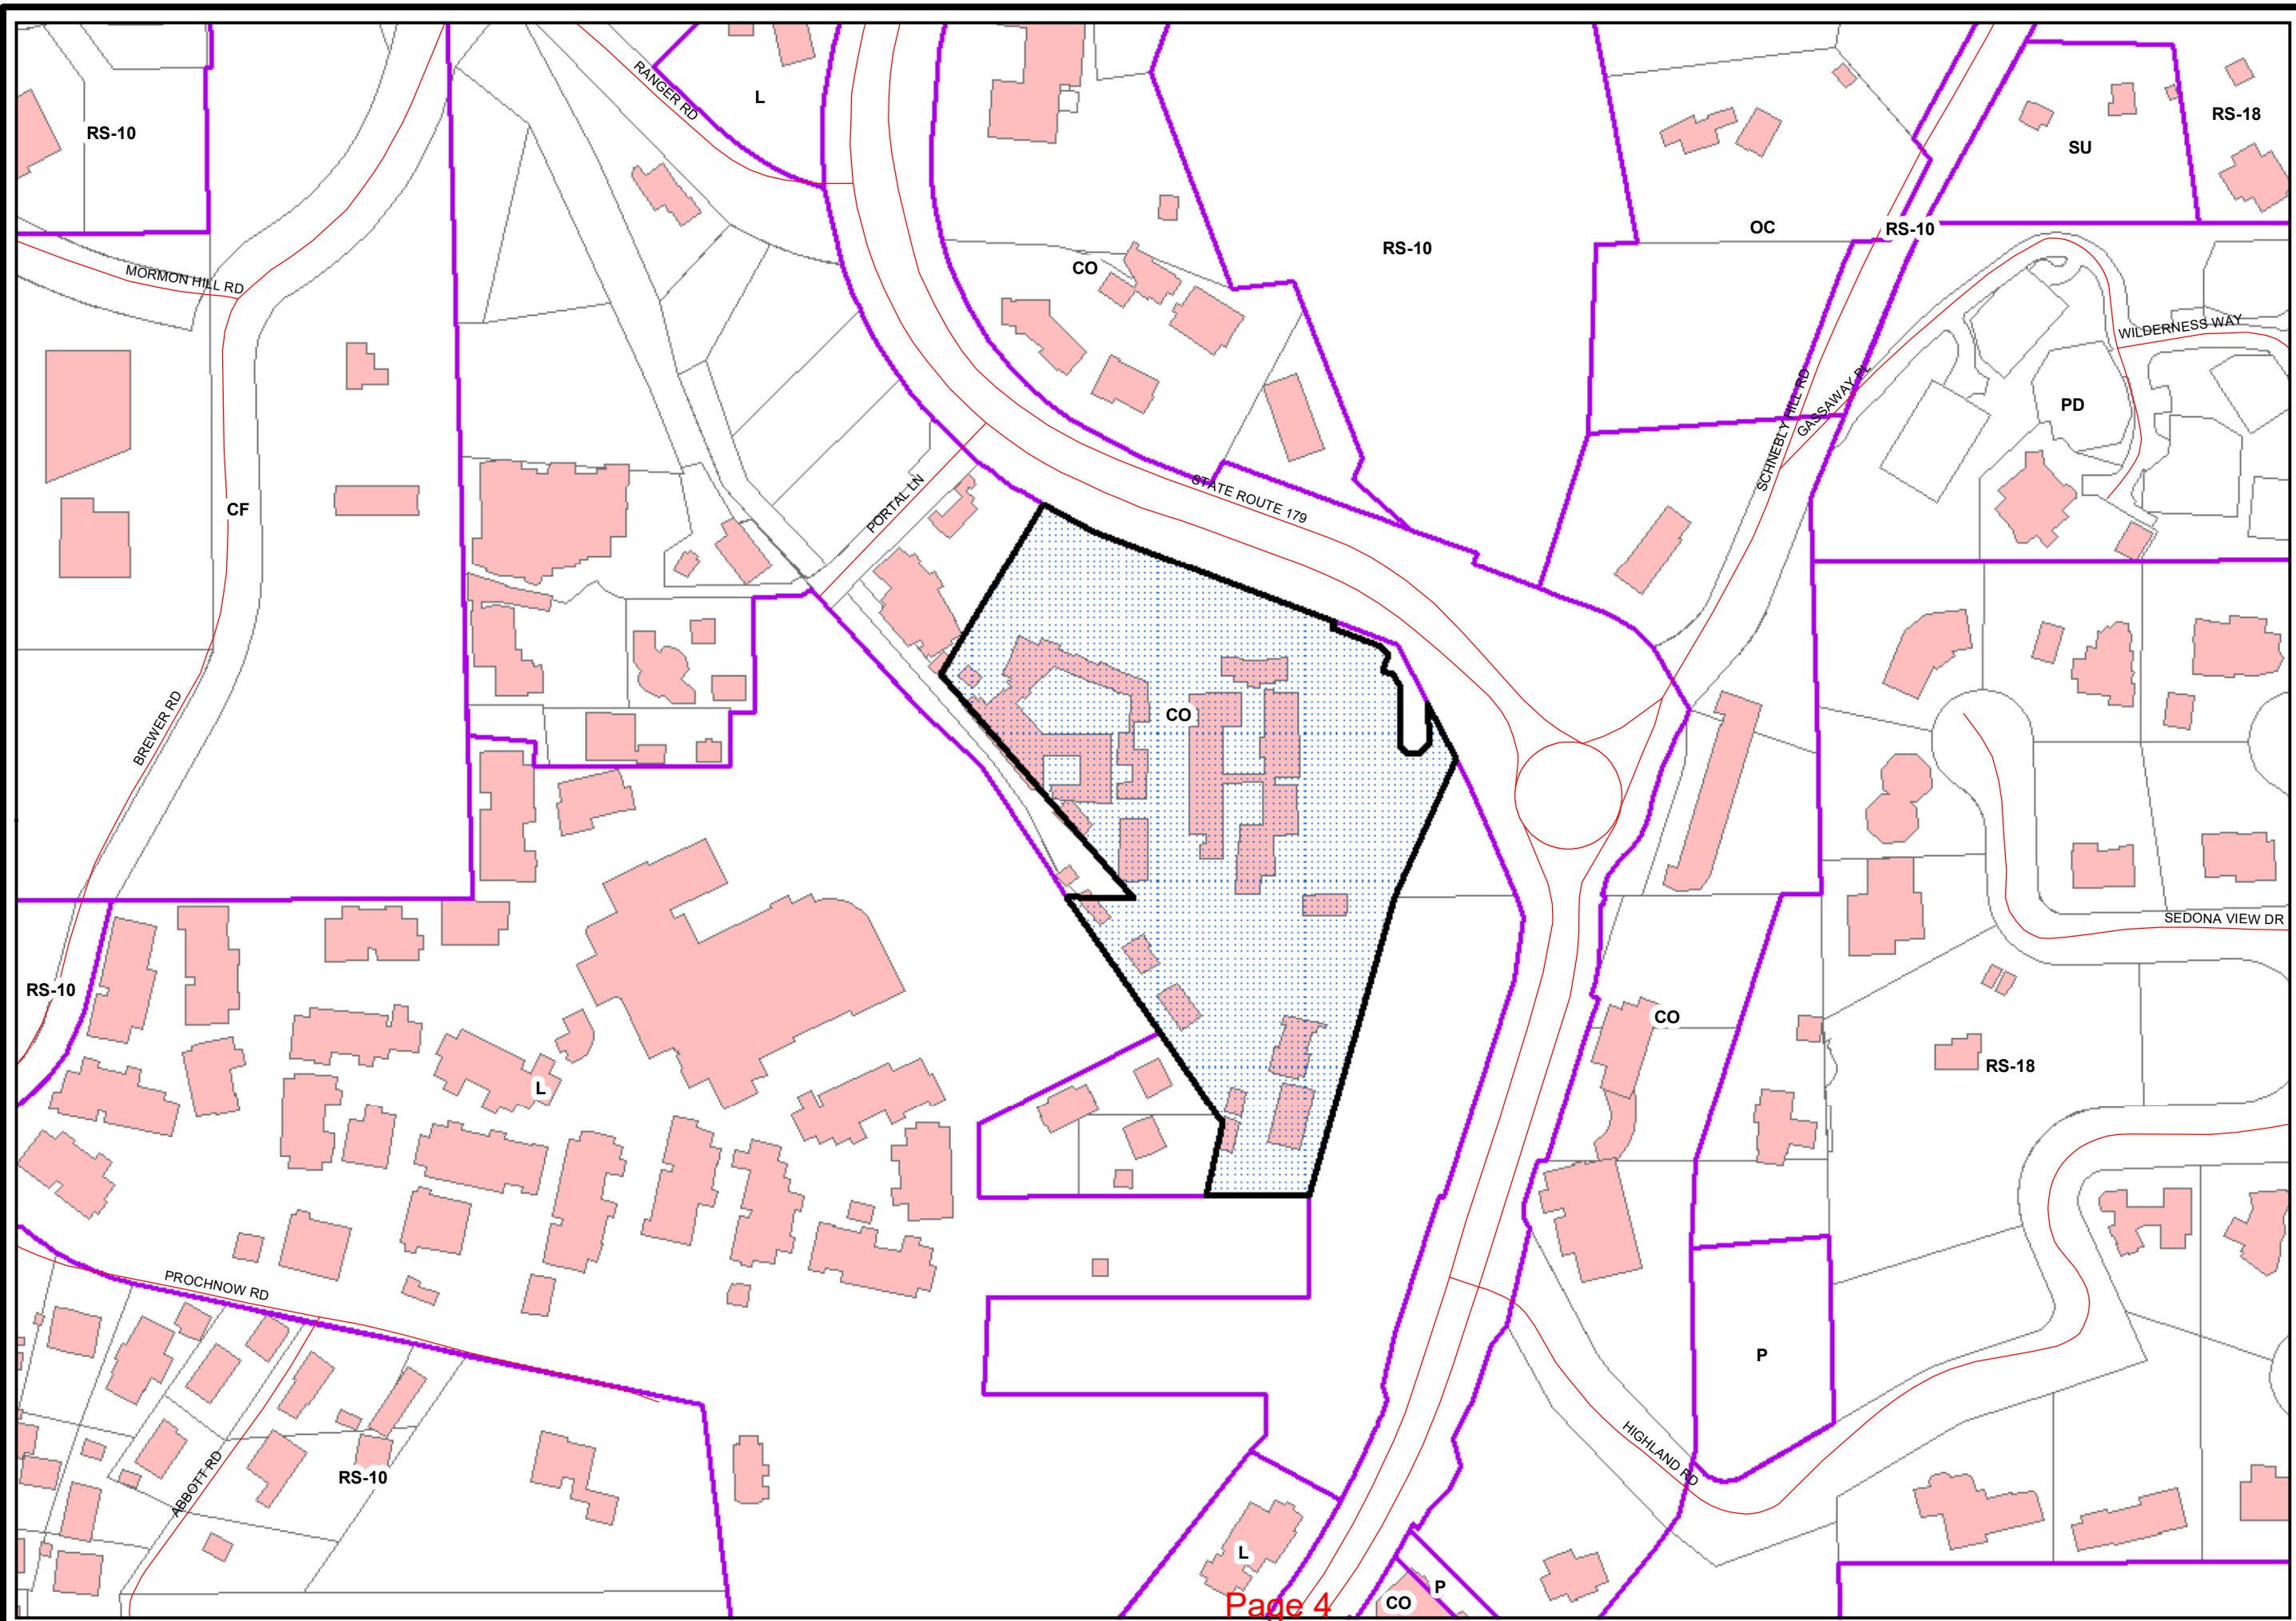 RANGER RD
L
RS-10
RS-18
SU
OC
RS-10
RS-10
CO
MORMON HILL RD
WILDERNESS WAY
SCHNEBLY HILL RD
GASSAWAY PL
PD
STATE ROUTE 179
PORTAL LN
CF
BREWER RD
CO
SEDONA VIEW DR
RS-10
CO
RS-18
L
PROCHNOW RD
P
HIGHLAND RD
ABBOTT RD
RS-10
L
P
CO
Page 4